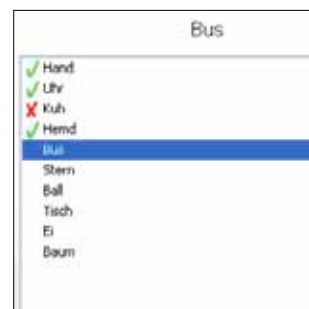 Bus
Hand
Uhr
Kuh
Hemd
Bus
Stern
Ball
Tisch
Ei
Baum